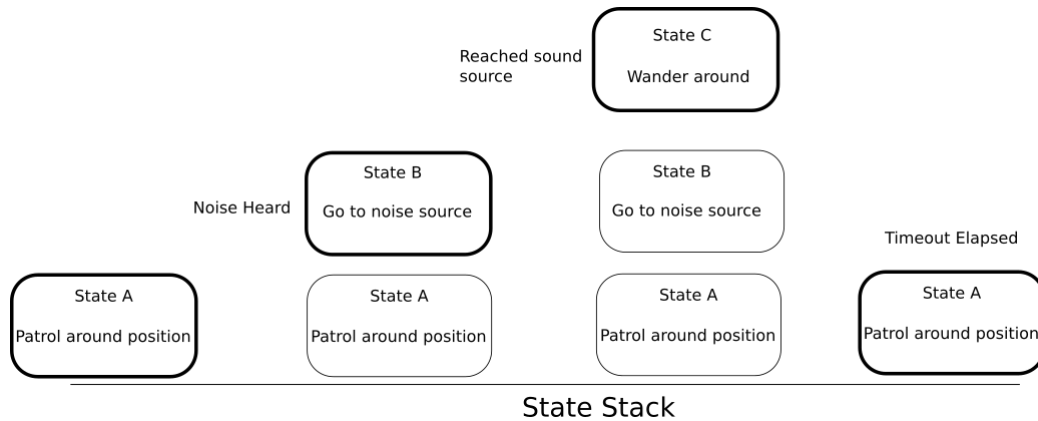 State A
Patrol around position
Noise Heard
State B
Go to noise source
State A
Patrol around position
Reached sound
source
State C
Wander around
State B
Go to noise source
State A
Patrol around position
Timeout Elapsed
State A
Patrol around position
State Stack